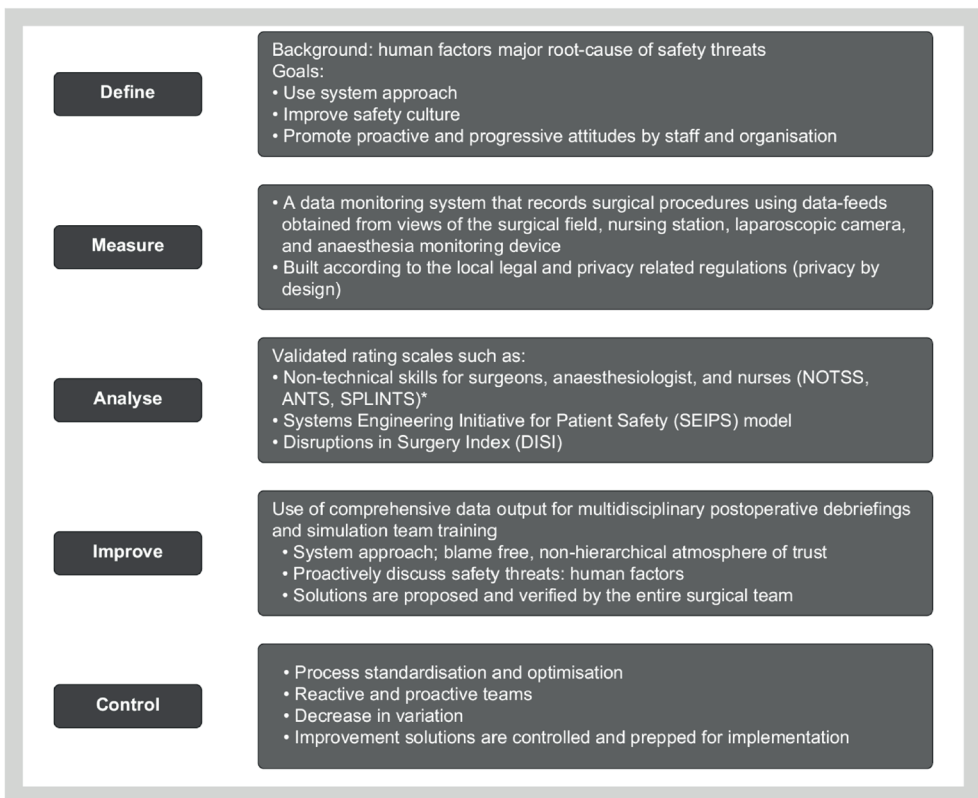 Define
Background: human factors major root-cause of safety threats
Goals:
• Use system approach
• Improve safety culture
• Promote proactive and progressive attitudes by staff and organisation
Measure
• A data monitoring system that records surgical procedures using data-feeds
obtained from views of the surgical field, nursing station, laparoscopic camera,
and anaesthesia monitoring device
• Built according to the local legal and privacy related regulations (privacy by
design)
Analyse
Validated rating scales such as:
• Non-technical skills for surgeons, anaesthesiologist, and nurses (NOTSS,
ANTS, SPLINTS)*
• Systems Engineering Initiative for Patient Safety (SEIPS) model
• Disruptions in Surgery Index (DISI)
Improve
Use of comprehensive data output for multidisciplinary postoperative debriefings
and simulation team training
• System approach; blame free, non-hierarchical atmosphere of trust
• Proactively discuss safety threats: human factors
• Solutions are proposed and verified by the entire surgical team
Control
• Process standardisation and optimisation
• Reactive and proactive teams
• Decrease in variation
• Improvement solutions are controlled and prepped for implementation